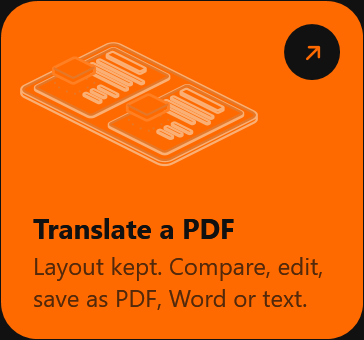 Translate a PDF
Layout kept. Compare, edit,
save as PDF, Word or text.